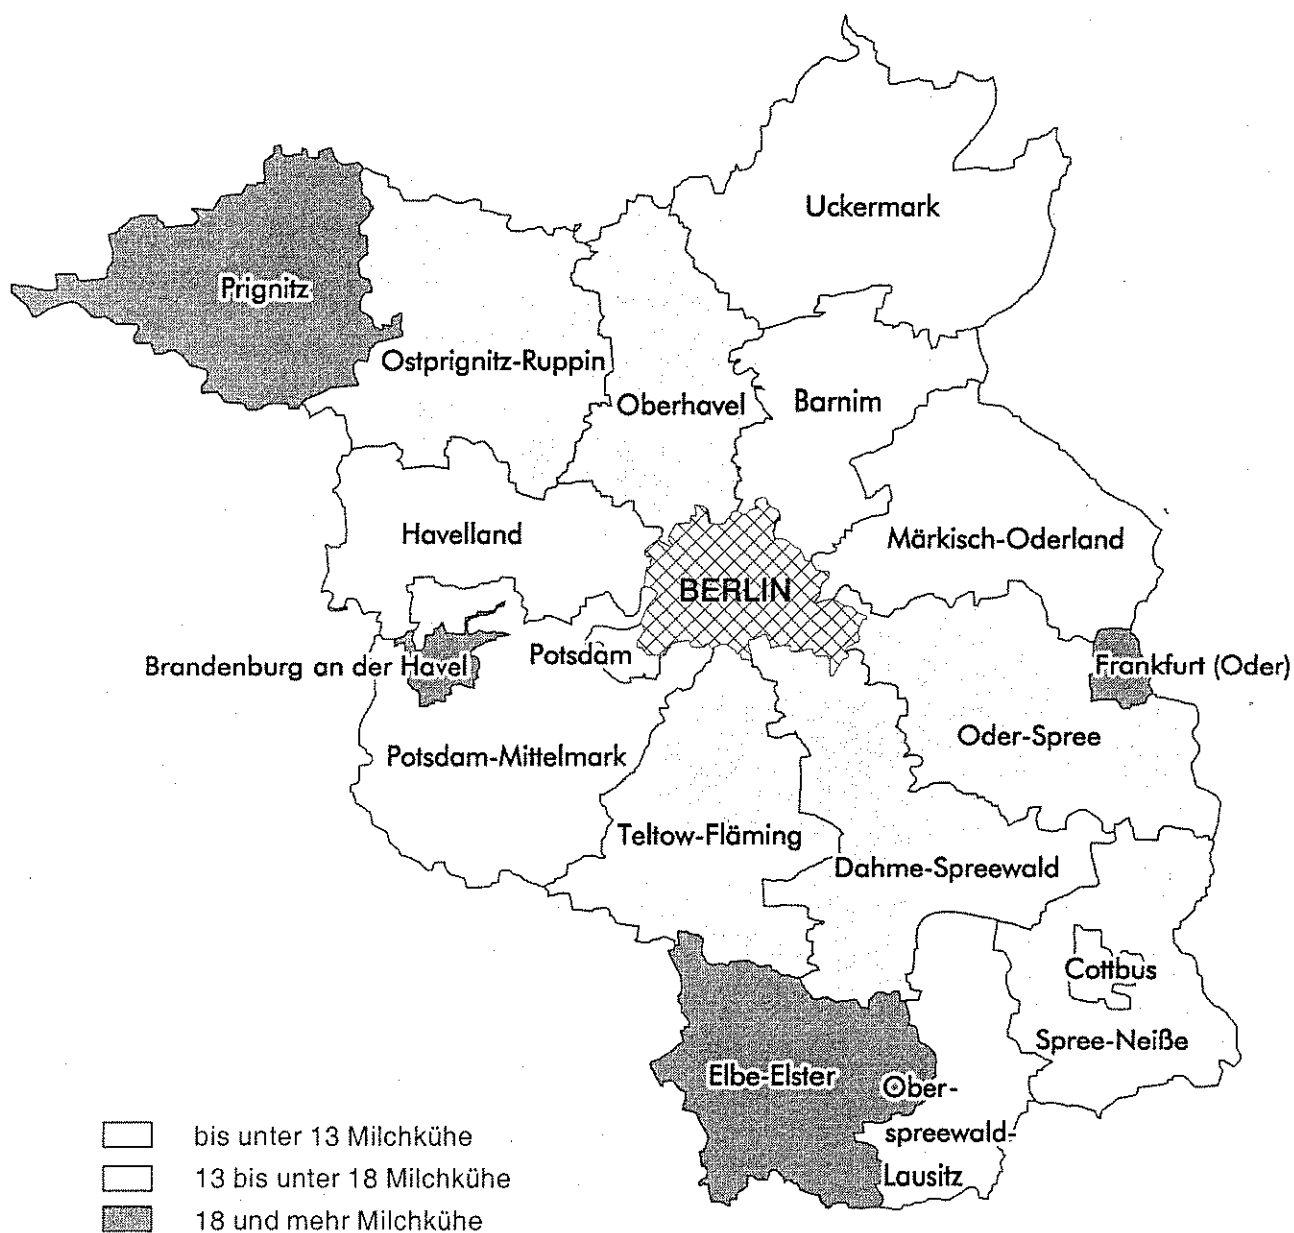 Uckermark
Prignitz
Ostprignitz-Ruppin
Oberhavel
Barnim
Havelland
Märkisch-Oderland
BERLIN
Brandenburg an der Havel
Potsdam
Frankfurt (Oder)
Potsdam-Mittelmark
Oder-Spree
Teltow-Fläming
Dahme-Spreewald
Cottbus
Spree-Neiße
Elbe-Elster
Ober-
spreewald-
Lausitz
bis unter 13 Milchkühe
13 bis unter 18 Milchkühe
18 und mehr Milchkühe